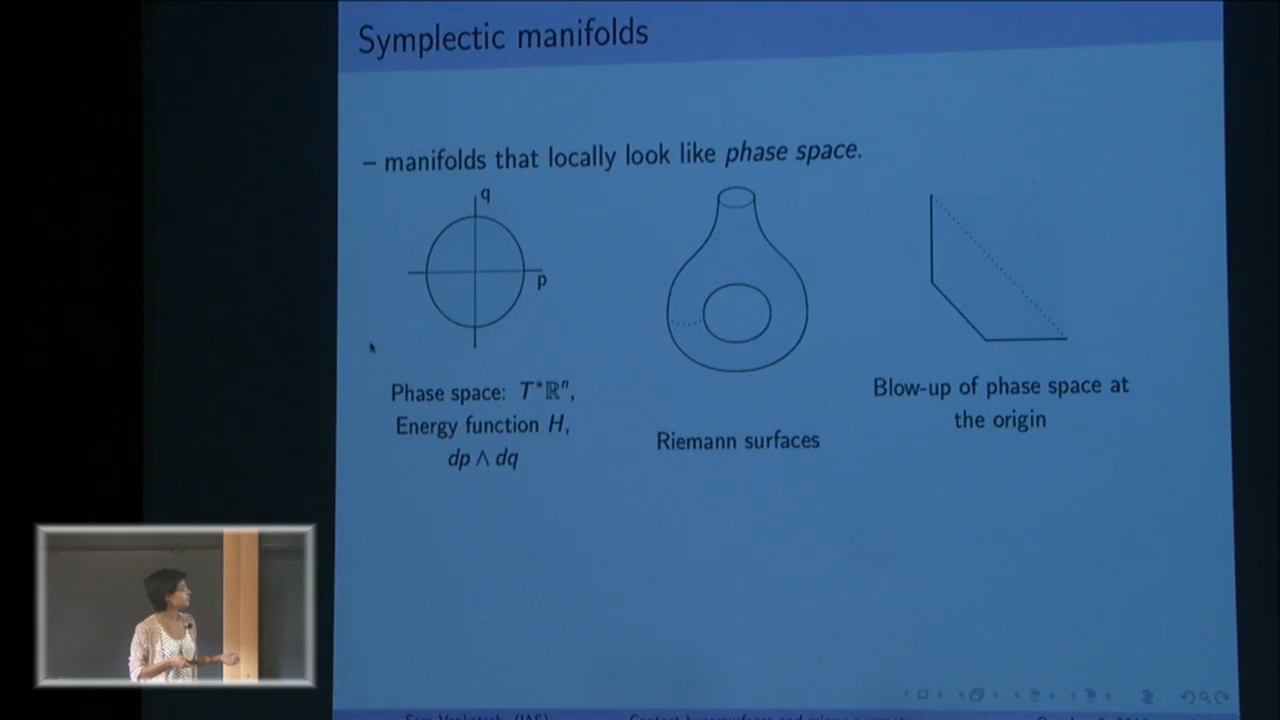 Symplectic manifolds
– manifolds that locally look like phase space.
q
p
Phase space: T*ℝⁿ,
Energy function H,
dp ∧ dq
Riemann surfaces
Blow-up of phase space at
the origin